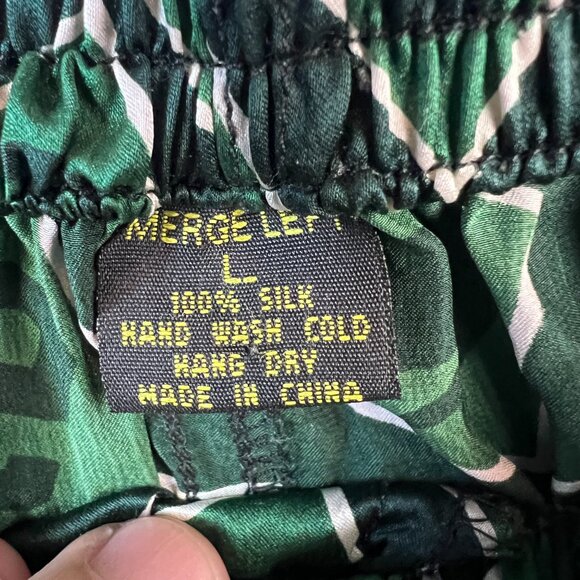 MERGE LEFT
L
100% SILK
HAND WASH COLD
HANG DRY
MADE IN CHINA